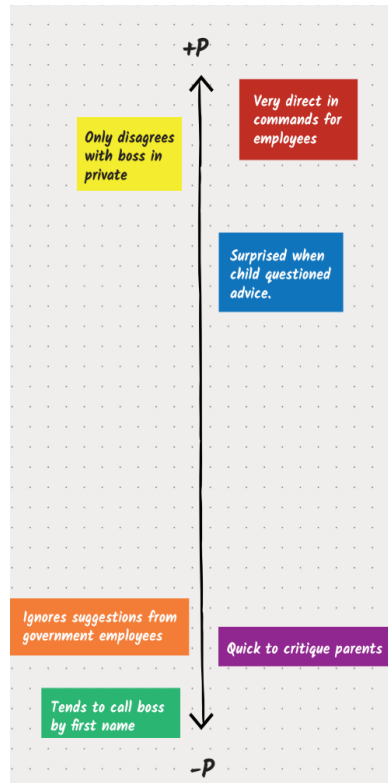 +P
Very direct in
commands for
employees
Only disagrees
with boss in
private
Surprised when
child questioned
advice.
Ignores suggestions from
government employees
Quick to critique parents
Tends to call boss
by first name
-P